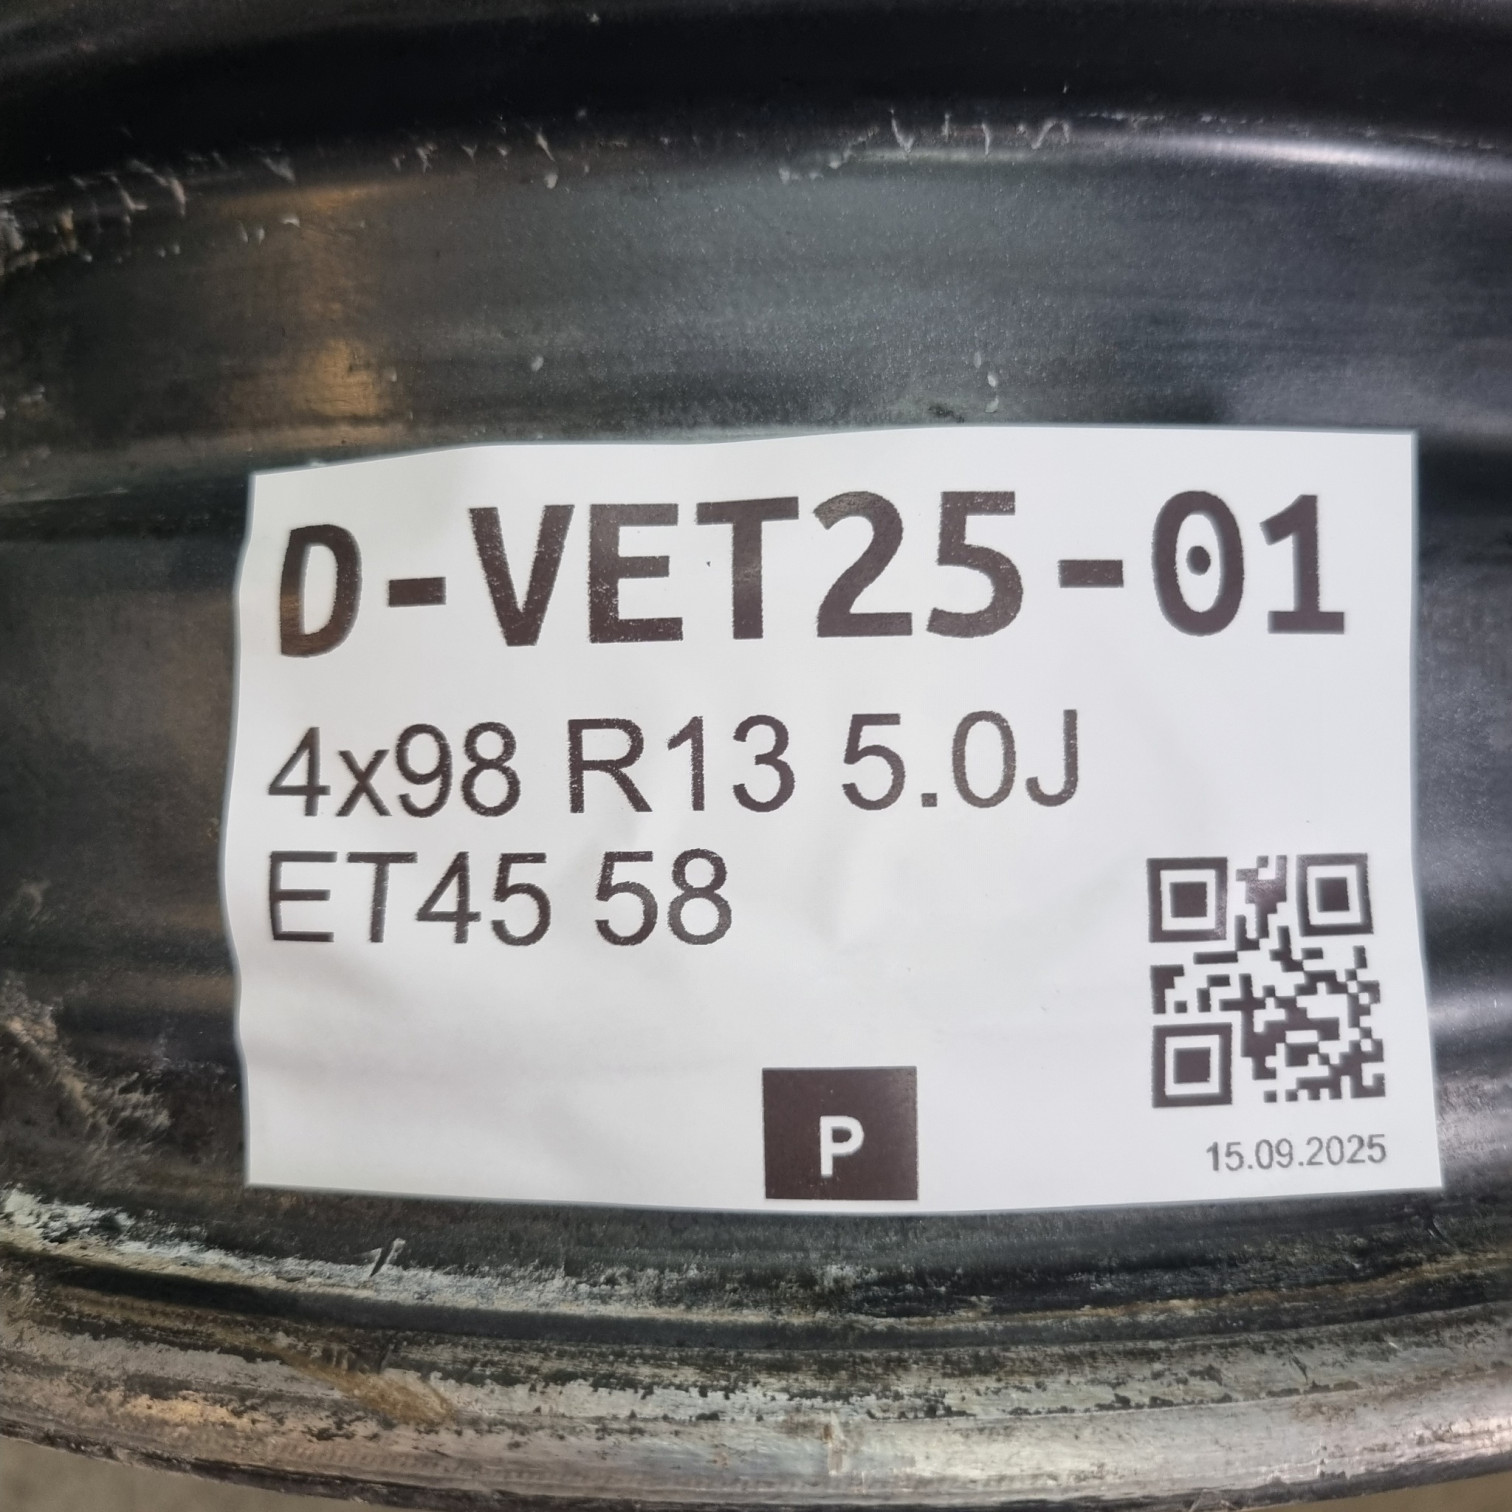 D-VET25-01
4x98 R13 5.0J
ET45 58
P
15.09.2025